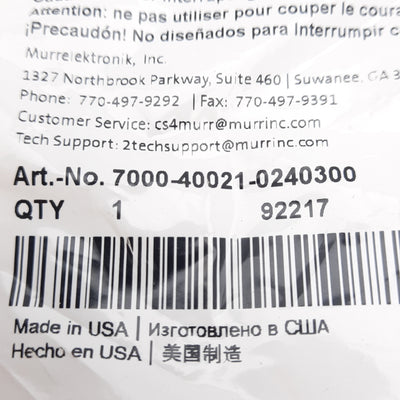 Attention: ne pas utiliser pour couper le
¡Precaudón! No diseñados para Interrumpir
Murrelektronik, Inc.
1327 Northbrook Parkway, Suite 460 | Suwanee, GA
Phone: 770-497-9292 | Fax: 770-497-9391
Customer Service: cs4murr@murrinc.com
Tech Support: 2techsupport@murrinc.com
Art.-No. 7000-40021-0240300
QTY 1 92217
Made in USA | Изготовлено в США
Hecho en USA | 美国制造